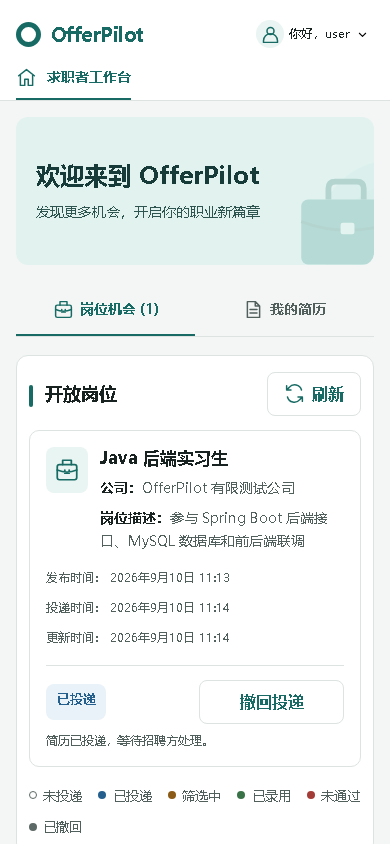 OfferPilot
你好，user
求职者工作台
欢迎来到 OfferPilot
发现更多机会，开启你的职业新篇章
岗位机会 (1)
我的简历
开放岗位
刷新
Java 后端实习生
公司： OfferPilot 有限测试公司
岗位描述： 参与 Spring Boot 后端接
口、MySQL 数据库和前后端联调
发布时间： 2026年9月10日 11:13
投递时间： 2026年9月10日 11:14
更新时间： 2026年9月10日 11:14
已投递
撤回投递
简历已投递，等待招聘方处理。
未投递 已投递 筛选中 已录用 未通过
已撤回